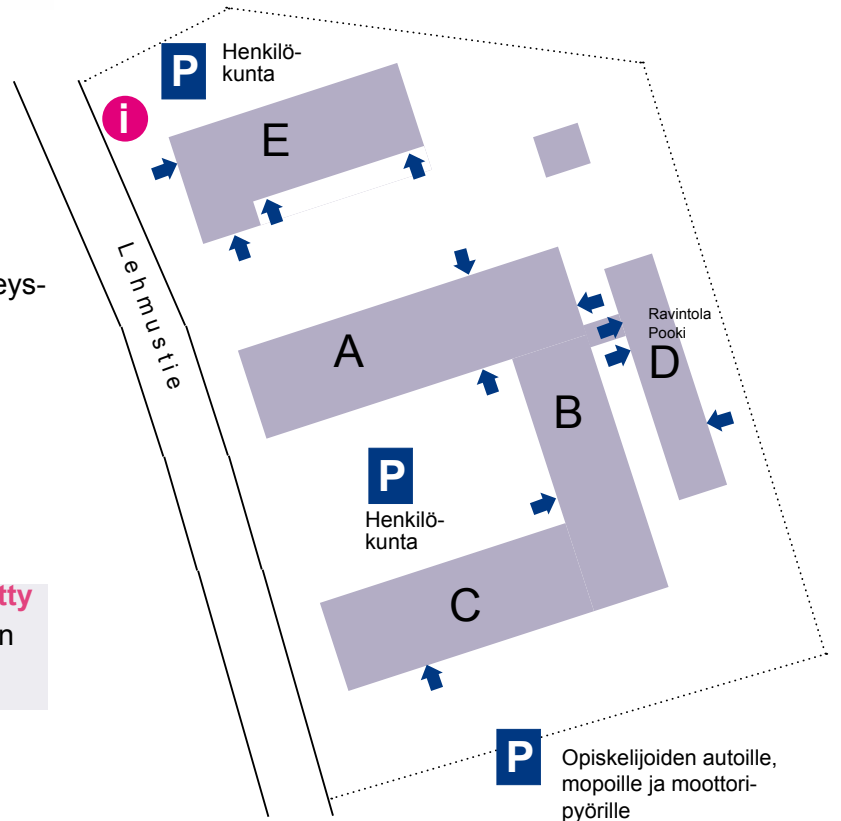 P
Henkilö-
kunta
i
E
eys-
Lehmustie
A
Ravintola
Pooki
D
B
P
Henkilö-
kunta
tty
n
C
P
Opiskelijoiden autoille,
mopoille ja moottori-
pyörille